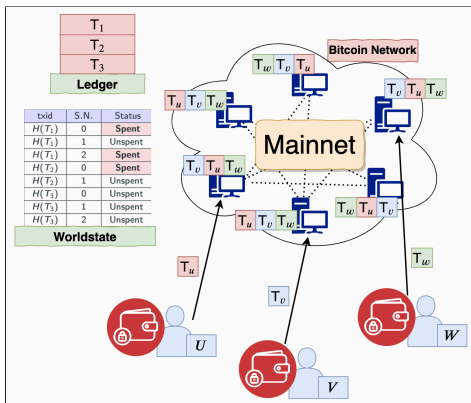 T1
T2
T3
Ledger
txid S.N. Status
H(T1) 0 Spent
H(T1) 1 Unspent
H(T1) 2 Spent
H(T2) 0 Spent
H(T2) 1 Unspent
H(T3) 0 Unspent
H(T3) 1 Unspent
H(T3) 2 Unspent
Worldstate
Bitcoin Network
Tw Tv Tu
Tu Tv Tw
Tv Tu Tw
Mainnet
Tv Tu Tw
Tu Tv Tw
Tw Tu Tv
Tu
Tv
Tw
U
V
W